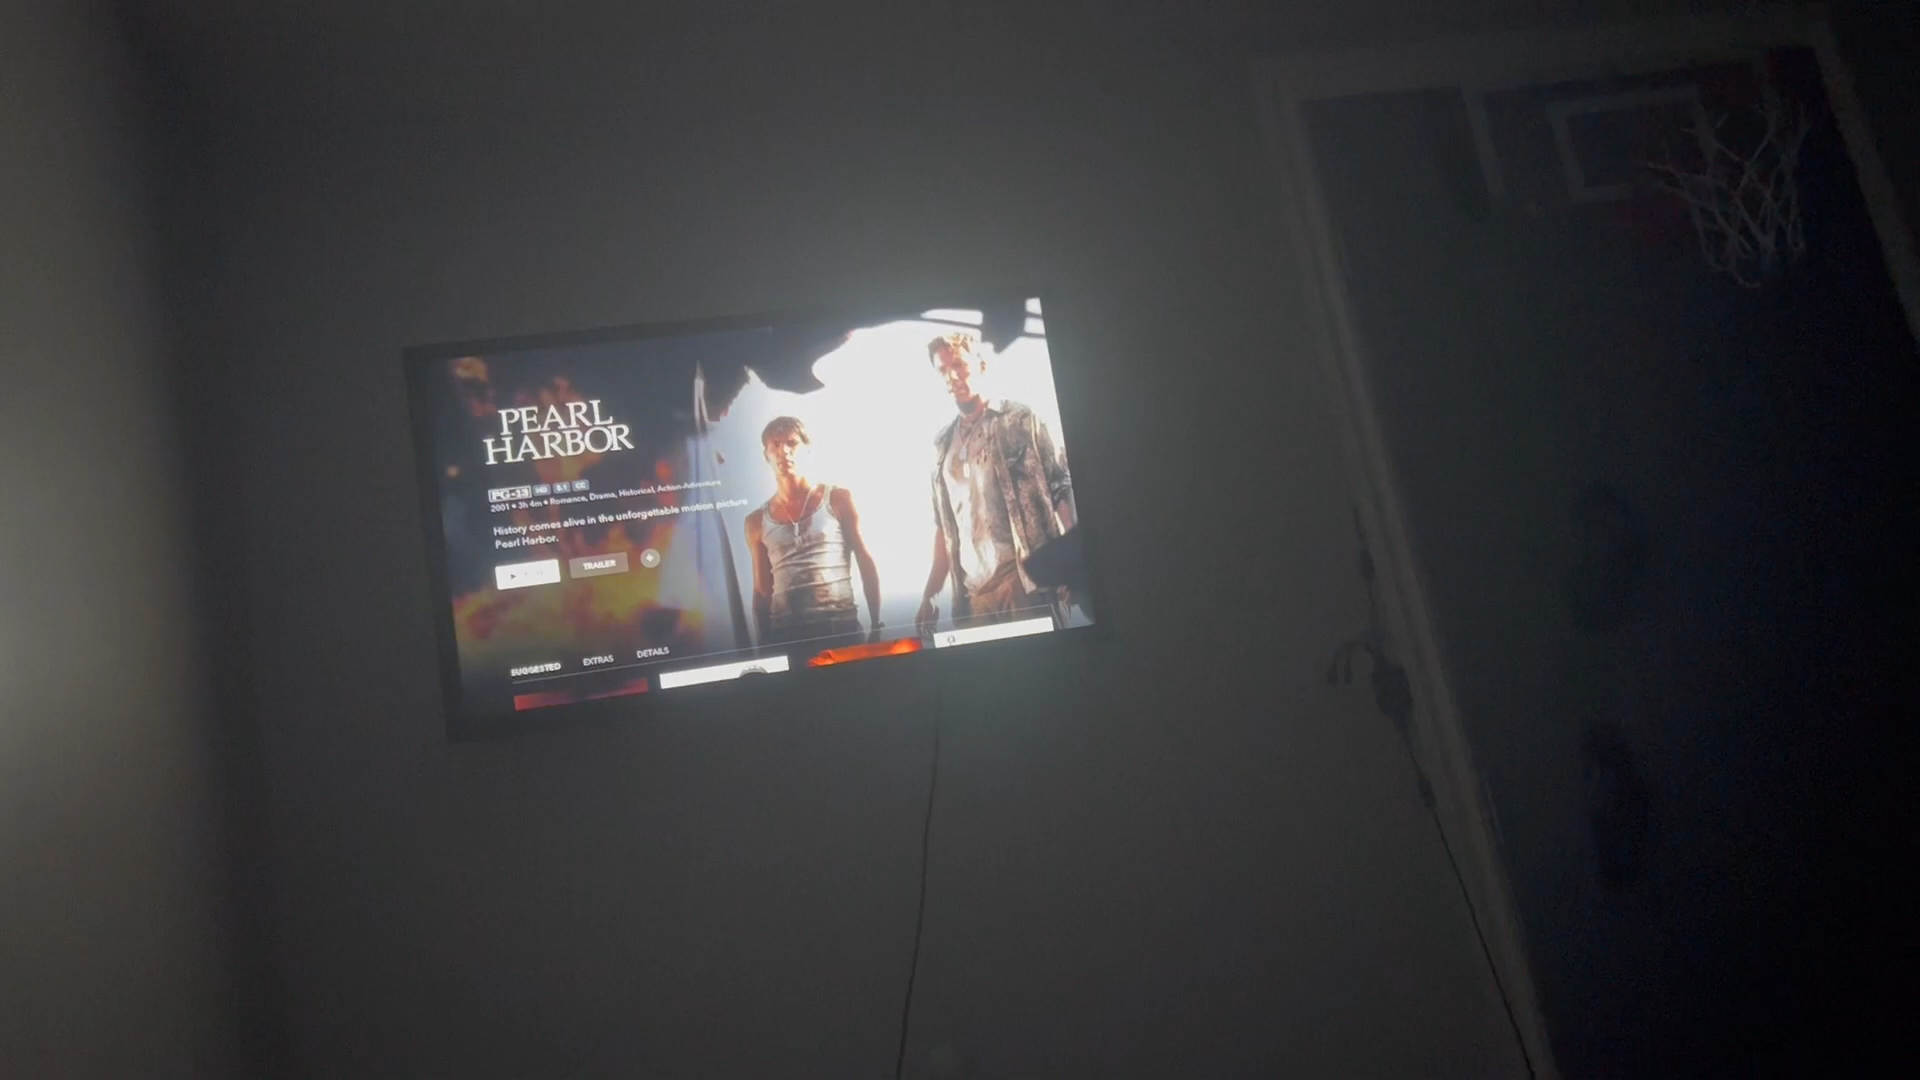 PEARL
HARBOR
PG-13 HD 5.1 CC
2001 • 3h 4m • Romance, Drama, Historical, Action-Adventure
History comes alive in the unforgettable motion picture
Pearl Harbor.
TRAILER
SUGGESTED EXTRAS DETAILS